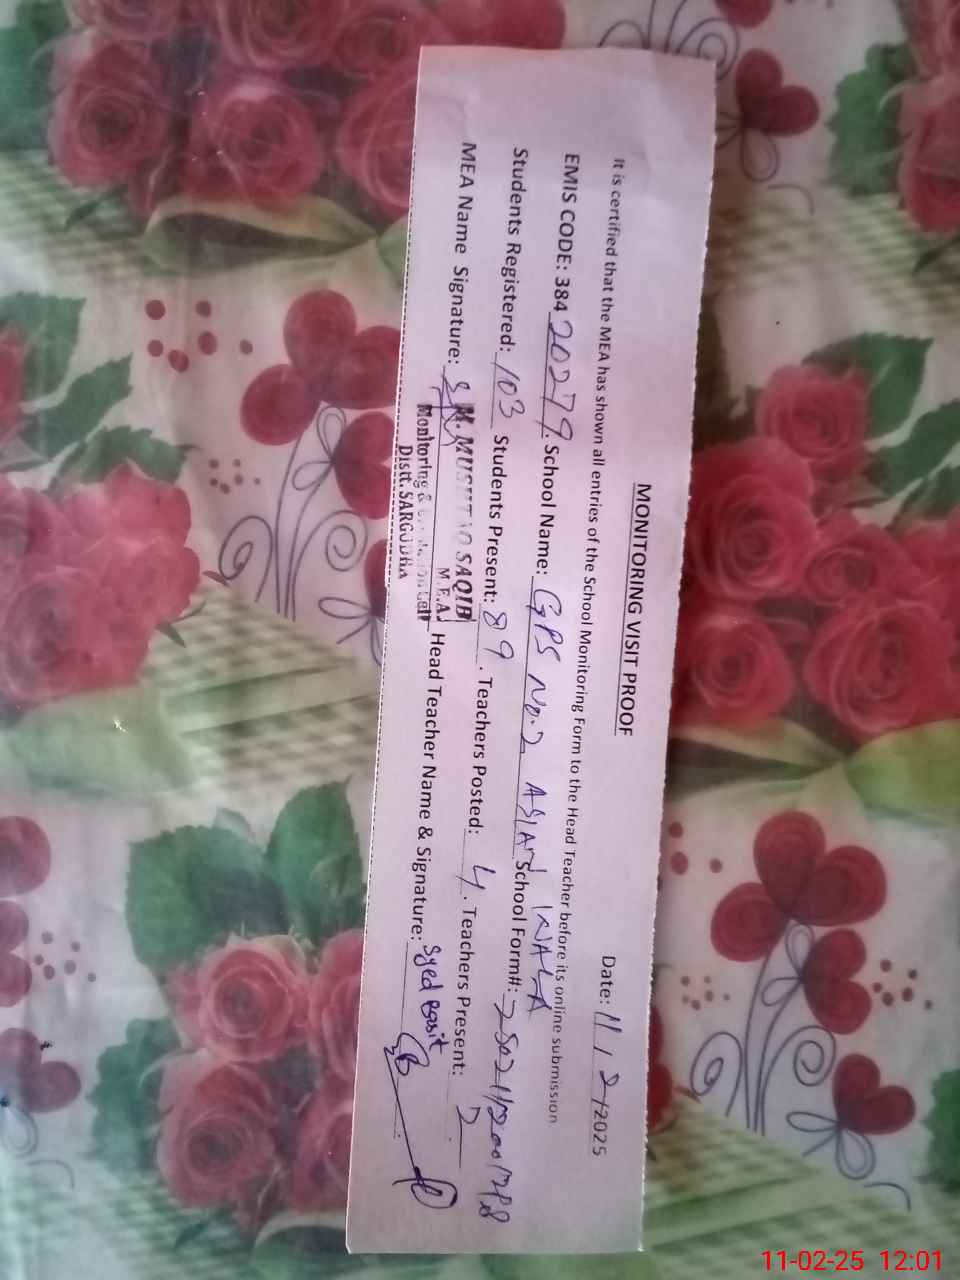 MONITORING VISIT PROOF
Date: 11 / 2 /2025
It is certified that the MEA has shown all entries of the School Monitoring Form to the Head Teacher before its online submission
EMIS CODE: 384 20279. School Name: GPS No. 2 ASIAN WALA School Form#:
Students Registered: 103 Students Present: 89. Teachers Posted: 4. Teachers Present: 2.
MEA Name Signature: Head Teacher Name & Signature: Syed Basit
M. MUSHTAQ SAQIB
M.E.A.
Monitoring & Cell
Distt. SARGODHA
11-02-25 12:01